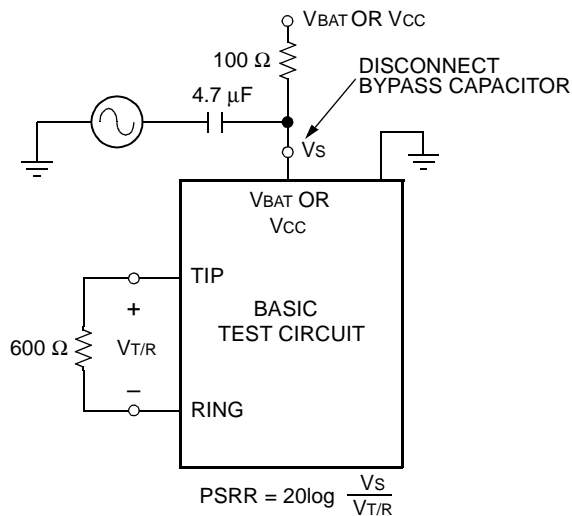 VBAT OR VCC
100 Ω
DISCONNECT
BYPASS CAPACITOR
4.7 µF
VS
VBAT OR
VCC
TIP
+
BASIC
TEST CIRCUIT
600 Ω
VT/R
–
RING
PSRR = 20log VS
VT/R